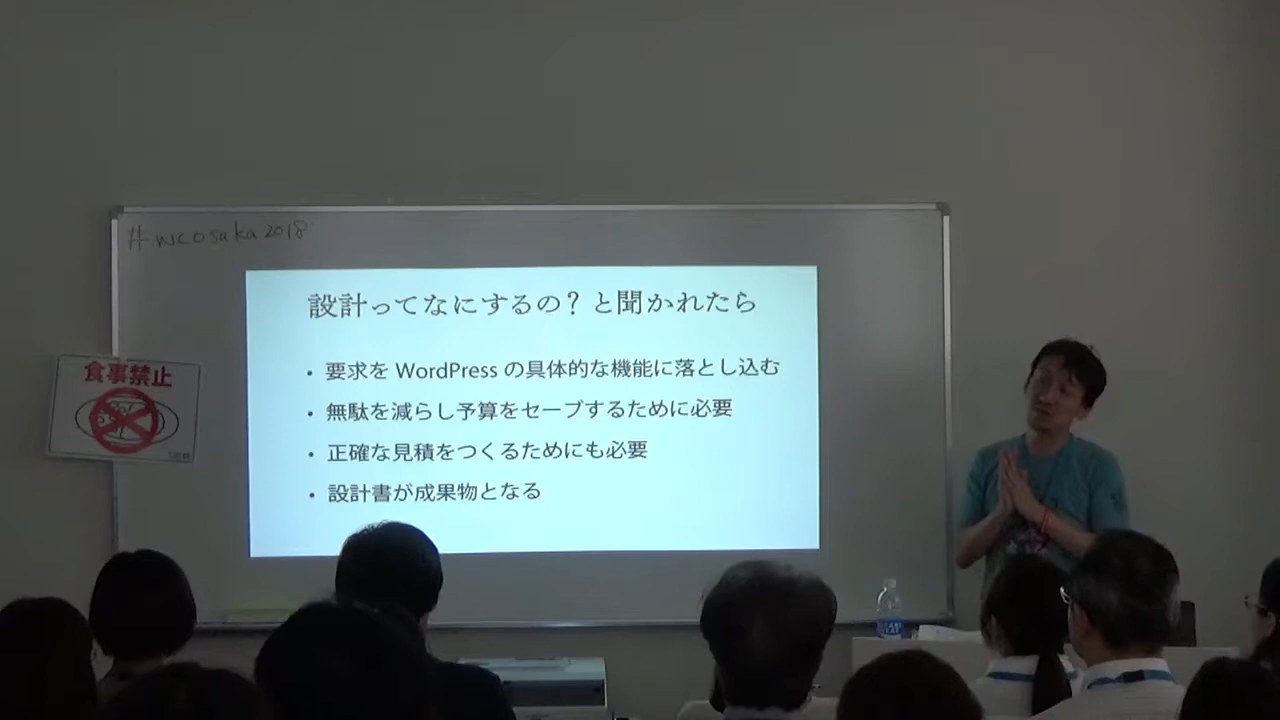 #wcosaka2018
設計ってなにするの？と聞かれたら
• 要求を WordPress の具体的な機能に落とし込む
• 無駄を減らし予算をセーブするために必要
• 正確な見積をつくるためにも必要
• 設計書が成果物となる
食事禁止